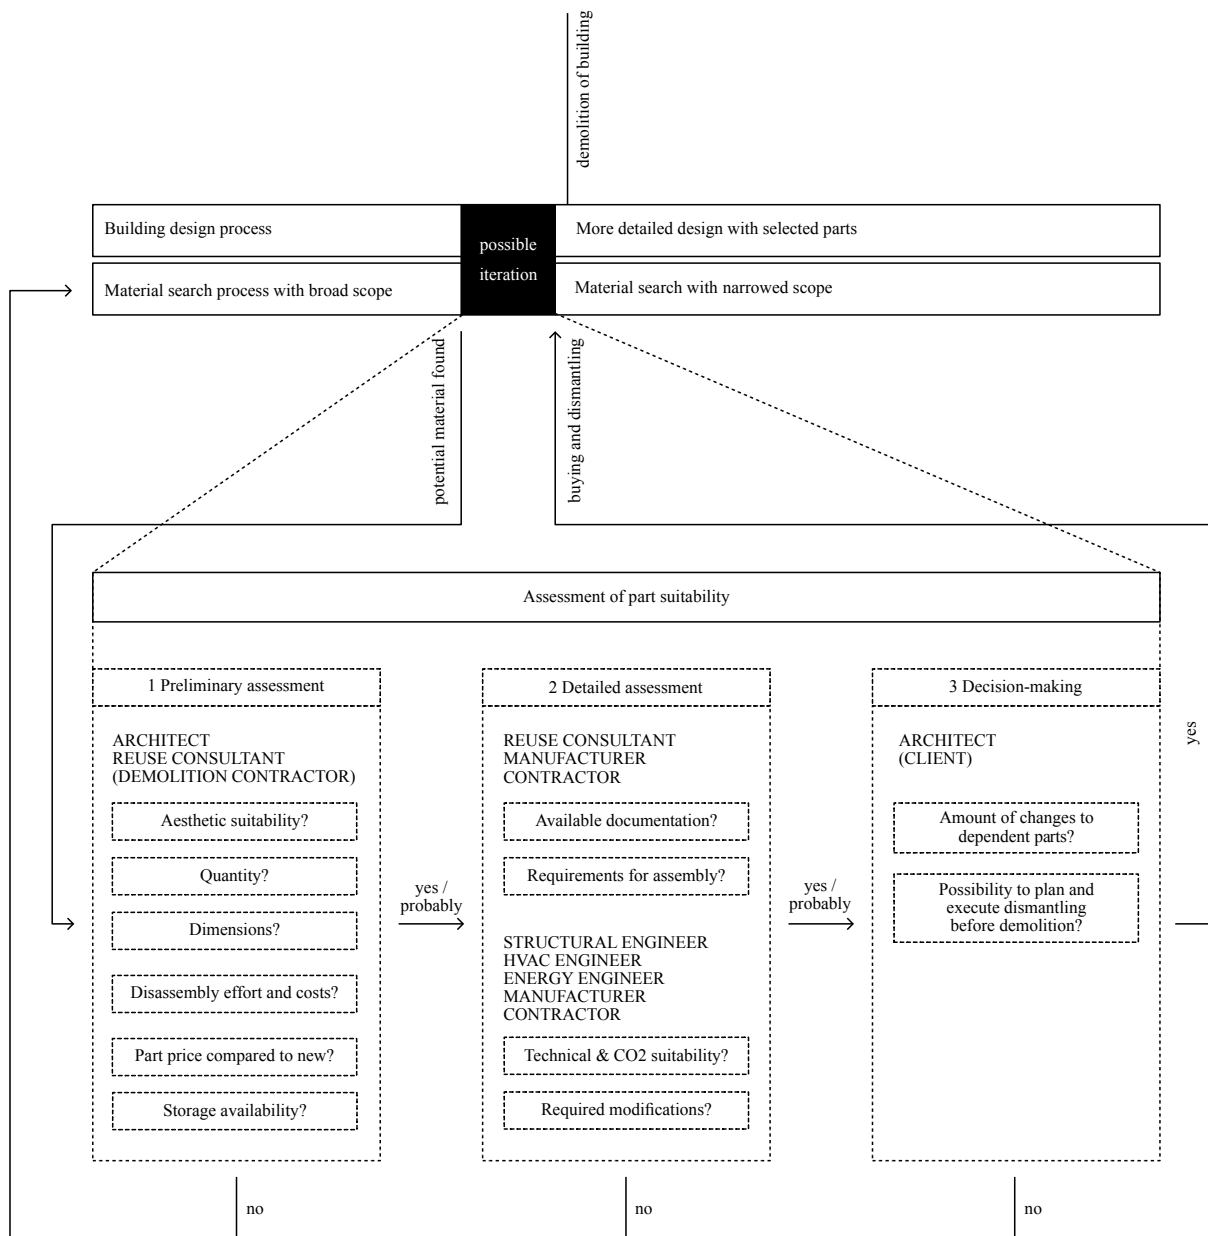 demolition of building
Building design process
possible
iteration
More detailed design with selected parts
Material search process with broad scope
Material search with narrowed scope
potential material found
buying and dismantling
Assessment of part suitability
1 Preliminary assessment
ARCHITECT
REUSE CONSULTANT
(DEMOLITION CONTRACTOR)
Aesthetic suitability?
Quantity?
Dimensions?
Disassembly effort and costs?
Part price compared to new?
Storage availability?
yes /
probably
2 Detailed assessment
REUSE CONSULTANT
MANUFACTURER
CONTRACTOR
Available documentation?
Requirements for assembly?
STRUCTURAL ENGINEER
HVAC ENGINEER
ENERGY ENGINEER
MANUFACTURER
CONTRACTOR
Technical & CO2 suitability?
Required modifications?
yes /
probably
3 Decision-making
ARCHITECT
(CLIENT)
Amount of changes to
dependent parts?
Possibility to plan and
execute dismantling
before demolition?
yes
no
no
no